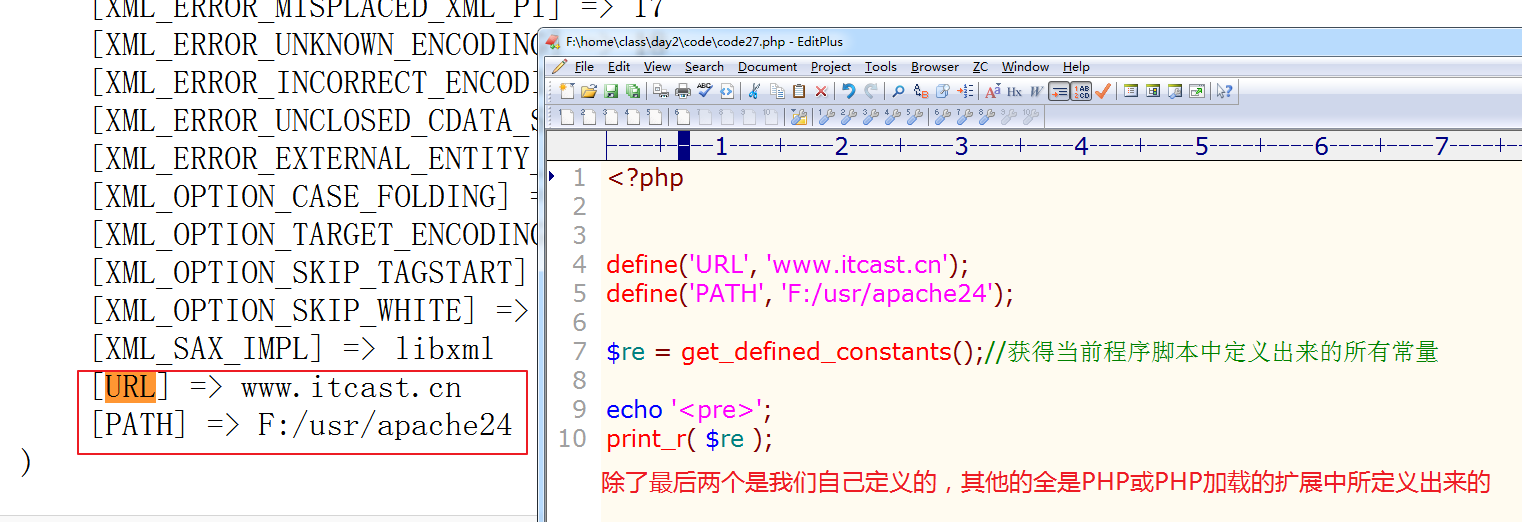 [XML_ERROR_MISPLACED_XML_PI] => 17
[XML_ERROR_UNKNOWN_ENCODING
[XML_ERROR_INCORRECT_ENCODI
[XML_ERROR_UNCLOSED_CDATA_S
[XML_ERROR_EXTERNAL_ENTITY_
[XML_OPTION_CASE_FOLDING] =
[XML_OPTION_TARGET_ENCODING
[XML_OPTION_SKIP_TAGSTART]
[XML_OPTION_SKIP_WHITE] =>
[XML_SAX_IMPL] => libxml
[URL] => www.itcast.cn
[PATH] => F:/usr/apache24
)
F:\home\class\day2\code\code27.php - EditPlus
File Edit View Search Document Project Tools Browser ZC Window Help
----+----1----+----2----+----3----+----4----+----5----+----6----+----7----+
1 <?php
2
3
4 define('URL', 'www.itcast.cn');
5 define('PATH', 'F:/usr/apache24');
6
7 $re = get_defined_constants();//获得当前程序脚本中定义出来的所有常量
8
9 echo '<pre>';
10 print_r( $re );
除了最后两个是我们自己定义的，其他的全是PHP或PHP加载的扩展中所定义出来的